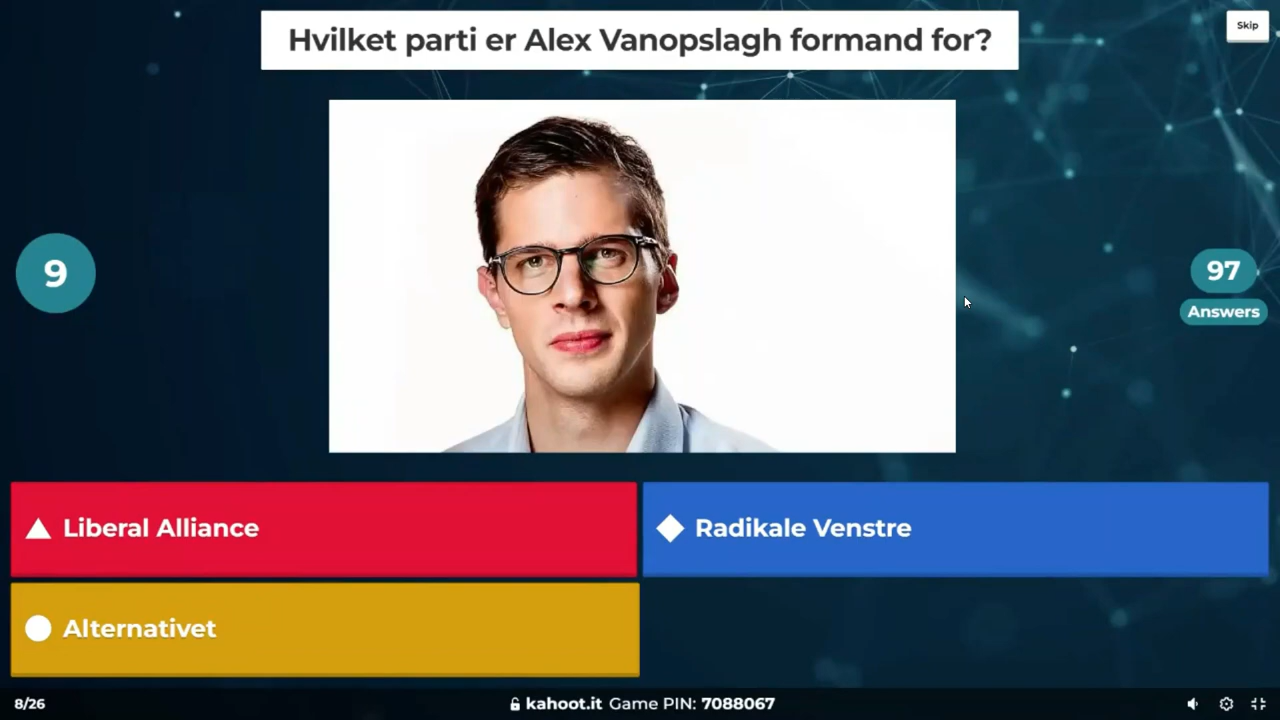 Hvilket parti er Alex Vanopslagh formand for?
Skip
9
97
Answers
Liberal Alliance
Radikale Venstre
Alternativet
8/26
kahoot.it Game PIN: 7088067